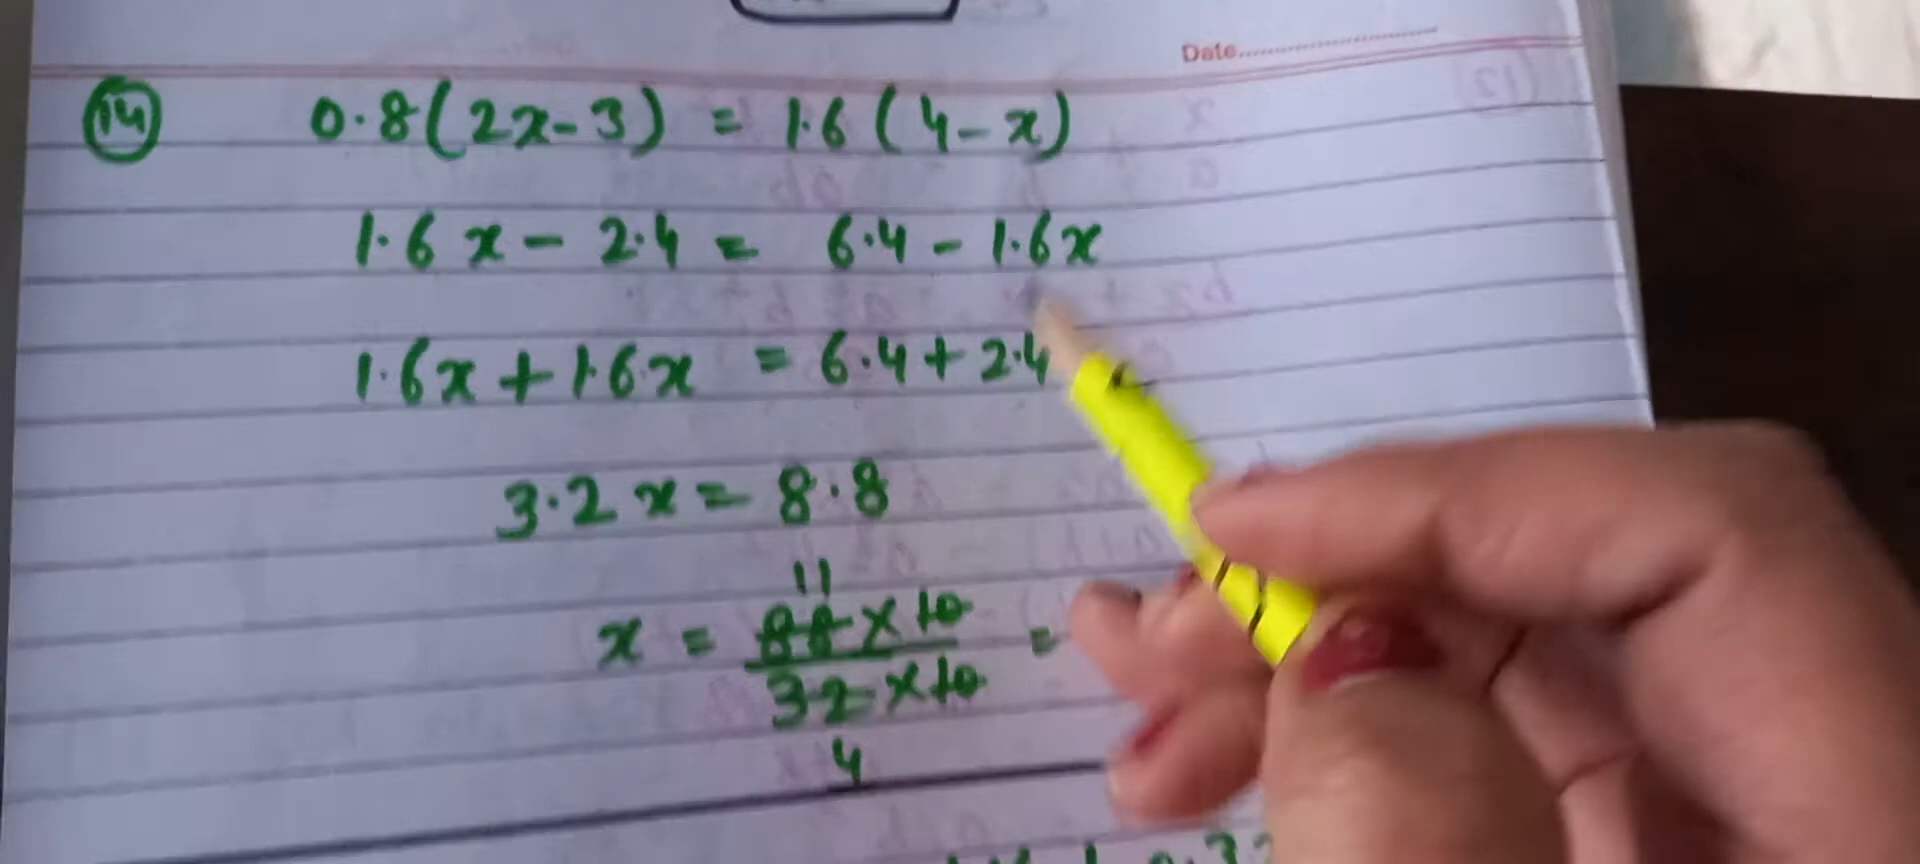 Date
14 0.8(2x-3) = 1.6(4-x)
1.6x - 2.4 = 6.4 - 1.6x
1.6x + 1.6x = 6.4 + 2.4
3.2x = 8.8
11
x = 88 × 10 / 32 × 10 =
4